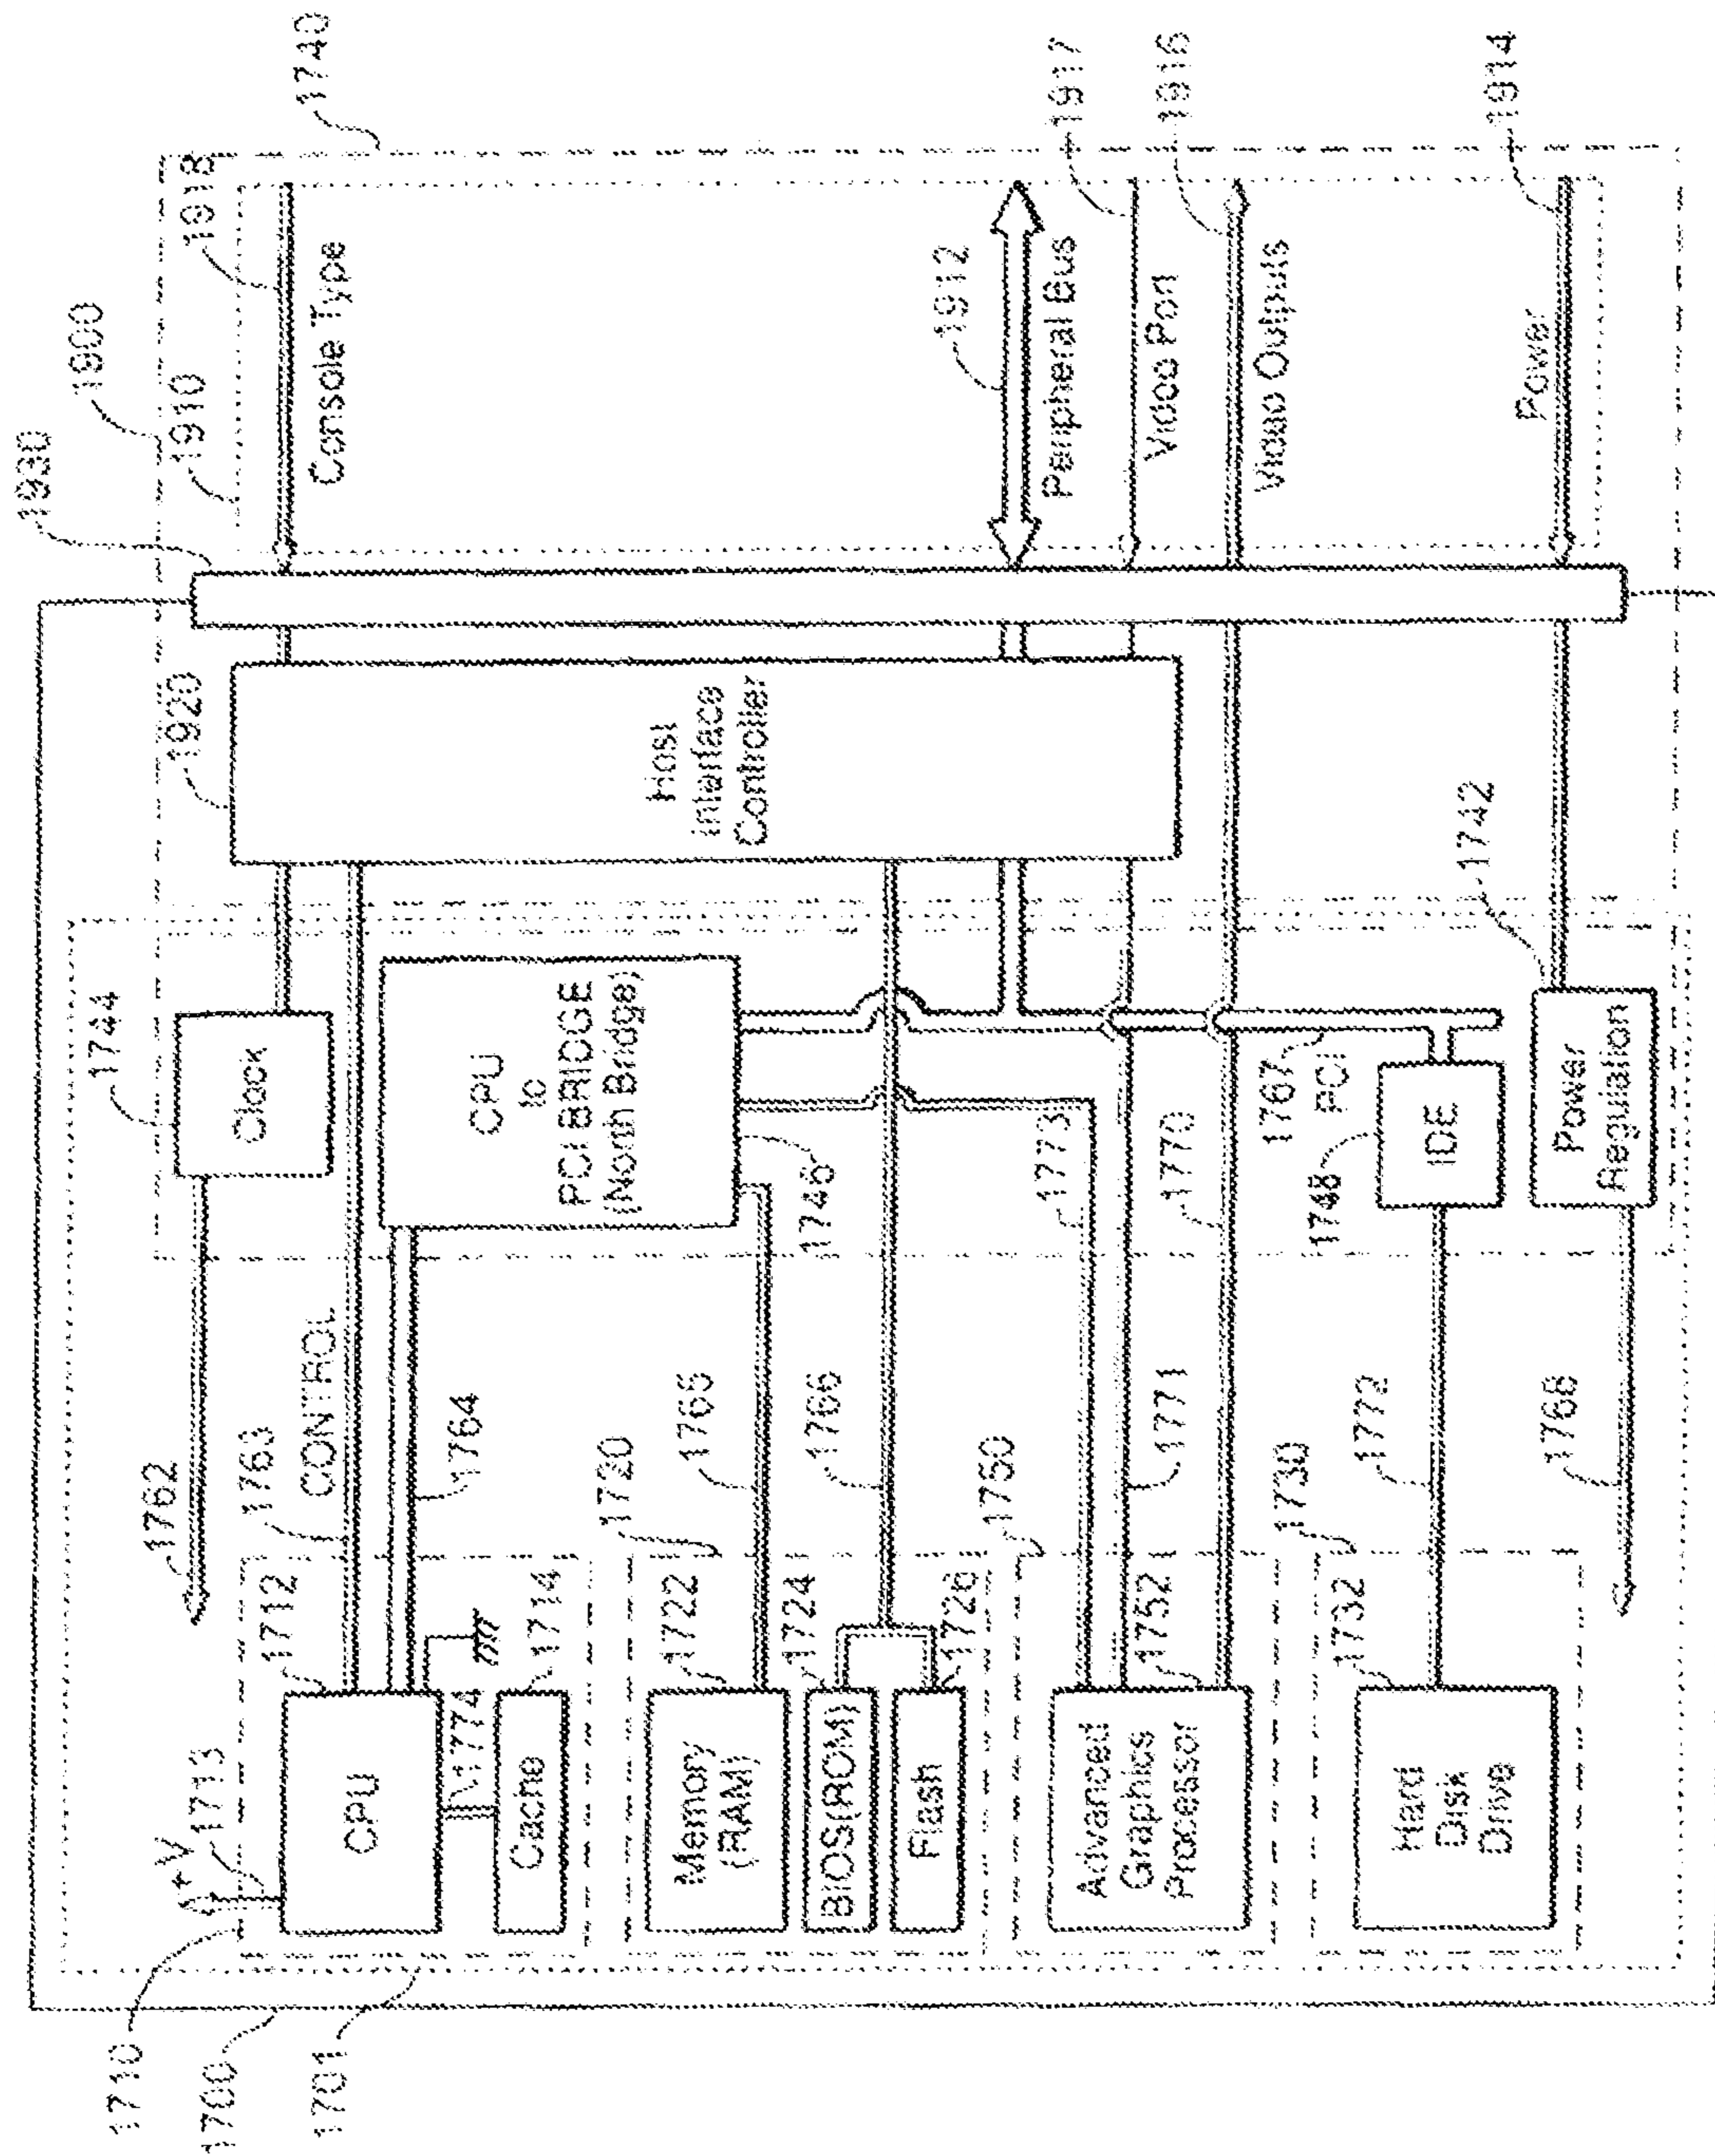 1710
1700
1701
1713
+V
1712
1762
1763
CONTROL
1744
Clock
1920
1930
1910
1900
1918
1740
Console Type
CPU
1774
Cache
1714
1764
CPU
to
PCI BRIDGE
(North Bridge)
1746
Host
Interface
Controller
1912
Peripheral Bus
1917
Video Port
1916
Video Outputs
1914
Power
1720
1722
1765
Memory
(RAM)
1724
1766
BIOS(ROM)
Flash
1726
1750
1773
Advanced
Graphics
Processor
1752
1771
1770
1767
PCI
1730
1732
1772
1748
IDE
1742
Hard
Disk
Drive
1768
Power
Regulation